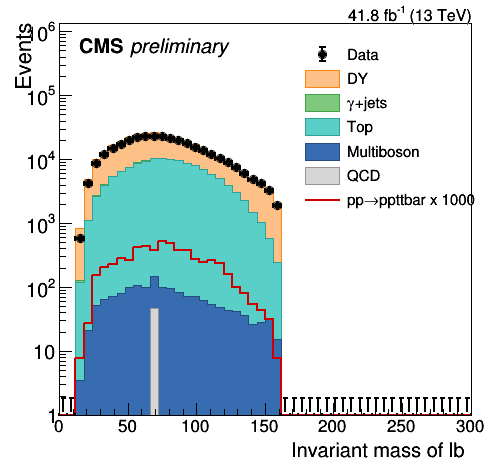 41.8 fb⁻¹ (13 TeV)
Events
CMS preliminary
Data
DY
γ+jets
Top
Multiboson
QCD
pp→ppttbar x 1000
10⁶
10⁵
10⁴
10³
10²
10
1
0 50 100 150 200 250 300
Invariant mass of lb